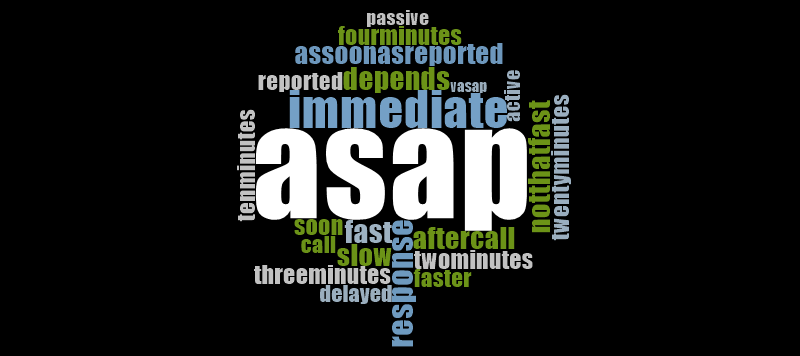 passive
fourminutes
assoonasreported
reported
depends
vasap
active
immediate
tenminutes
asap
notthatfast
twentyminutes
soon
fast
response
aftercall
call
slow
twominutes
threeminutes
faster
delayed